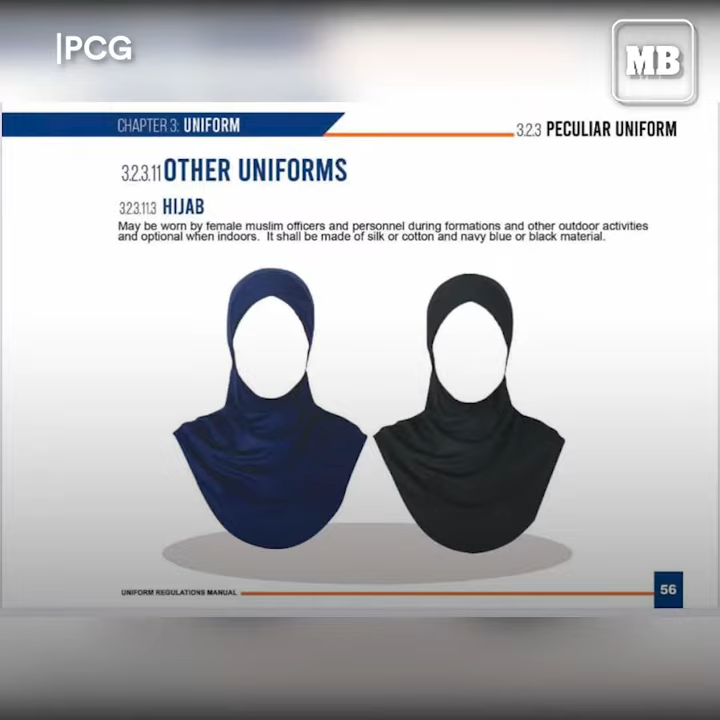 |PCG
MB
CHAPTER 3: UNIFORM
3.2.3 PECULIAR UNIFORM
3.2.3.11 OTHER UNIFORMS
3.2.3.11.3 HIJAB
May be worn by female muslim officers and personnel during formations and other outdoor activities
and optional when indoors. It shall be made of silk or cotton and navy blue or black material.
UNIFORM REGULATIONS MANUAL
56